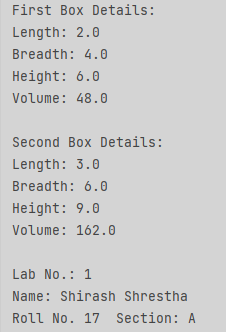 First Box Details:
Length: 2.0
Breadth: 4.0
Height: 6.0
Volume: 48.0
Second Box Details:
Length: 3.0
Breadth: 6.0
Height: 9.0
Volume: 162.0
Lab No.: 1
Name: Shirash Shrestha
Roll No. 17  Section: A